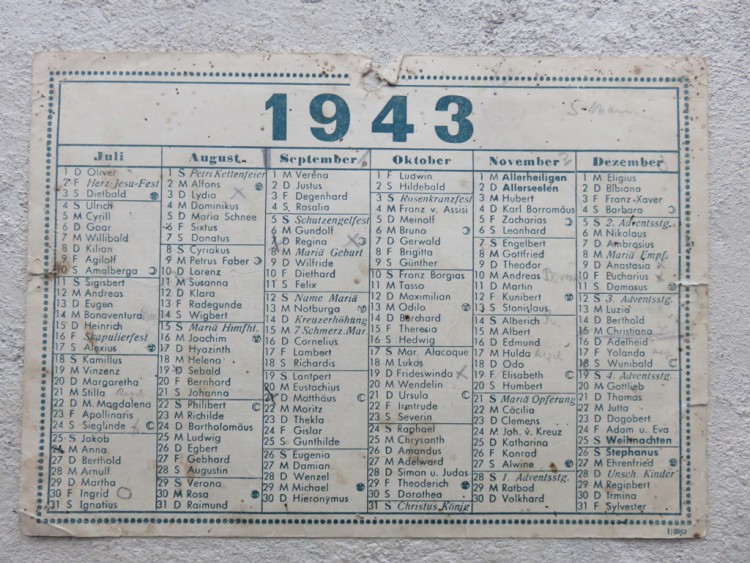 1943
Juli
1 D Oliver
2 F Herz-Jesu-Fest
3 S Dietbald
4 S Ulrich
5 M Cyrill
6 D Goar
7 M Willibald
8 D Kilian
9 F Agilolf
10 S Amalberga
11 S Sigisbert
12 M Andreas
13 D Eugen
14 M Bonaventura
15 D Heinrich
16 F Skapulierfest
17 S Alexius
18 S Kamillus
19 M Vinzenz
20 D Margaretha
21 M Stilla
22 D M. Magdalena
23 F Apollinaris
24 S Sieglinde
25 S Jakob
26 M Anna
27 D Berthold
28 M Arnulf
29 D Martha
30 F Ingrid
31 S Ignatius
August
1 S Petri Kettenfeier
2 M Alfons
3 D Lydia
4 M Dominikus
5 D Maria Schnee
6 F Sixtus
7 S Donatus
8 S Cyriakus
9 M Petrus Faber
10 D Lorenz
11 M Susanna
12 D Klara
13 F Radegunde
14 S Wigbert
15 S Mariä Himfht.
16 M Joachim
17 D Hyazinth
18 M Helena
19 D Sebald
20 F Bernhard
21 S Johanna
22 S Philibert
23 M Richilde
24 D Bartholomäus
25 M Ludwig
26 D Egbert
27 F Gebhard
28 S Augustin
29 S Verona
30 M Rosa
31 D Raimund
September
1 M Verena
2 D Justus
3 F Degenhard
4 S Rosalia
5 S Schutzengelfest
6 M Gundolf
7 D Regina
8 M Mariä Geburt
9 D Wilfride
10 F Diethard
11 S Felix
12 S Name Mariä
13 M Notburga
14 D Kreuzerhöhung
15 M 7 Schmerz. Mar.
16 D Cornelius
17 F Lambert
18 S Richardis
19 S Lantpert
20 M Eustachius
21 D Matthäus
22 M Moritz
23 D Thekla
24 F Gislar
25 S Gunthilde
26 S Eugenia
27 M Damian
28 D Wenzel
29 M Michael
30 D Hieronymus
Oktober
1 F Ludwin
2 S Hildebald
3 S Rosenkranzfest
4 M Franz v. Assisi
5 D Meinolf
6 M Bruno
7 D Gerwald
8 F Brigitta
9 S Günther
10 S Franz Borgias
11 M Tasso
12 D Maximilian
13 M Odilo
14 D Burchard
15 F Theresia
16 S Hedwig
17 S Mar. Alacoque
18 M Lukas
19 D Frideswinda
20 M Wendelin
21 D Ursula
22 F Irmtrude
23 S Severin
24 S Raphael
25 M Chrysanth
26 D Amandus
27 M Adelward
28 D Simon u. Judas
29 F Theoderich
30 S Dorothea
31 S Christus König
November
1 M Allerheiligen
2 D Allerseelen
3 M Hubert
4 D Karl Borromäus
5 F Zacharias
6 S Leonhard
7 S Engelbert
8 M Gottfried
9 D Theodor
10 M Andreas
11 D Martin
12 F Kunibert
13 S Stanislaus
14 S Alberich
15 M Albert
16 D Edmund
17 M Hulda
18 D Odo
19 F Elisabeth
20 S Humbert
21 S Mariä Opferung
22 M Cäcilia
23 D Clemens
24 M Joh. v. Kreuz
25 D Katharina
26 F Konrad
27 S Alwine
28 S 1. Adventsstg.
29 M Ratbod
30 D Volkhard
Dezember
1 M Eligius
2 D Bibiana
3 F Franz-Xaver
4 S Barbara
5 S 2. Adventsstg.
6 M Nikolaus
7 D Ambrosius
8 M Mariä Empf.
9 D Anastasia
10 F Eucharius
11 S Damasus
12 S 3. Adventsstg.
13 M Luzia
14 D Berthold
15 M Christiana
16 D Adelheid
17 F Yolanda
18 S Wunibald
19 S 4. Adventsstg.
20 M Gottlieb
21 D Thomas
22 M Jutta
23 D Dagobert
24 F Adam u. Eva
25 S Weihnachten
26 S Stephanus
27 M Ehrenfried
28 D Unsch. Kinder
29 M Reginbert
30 D Irmina
31 F Sylvester